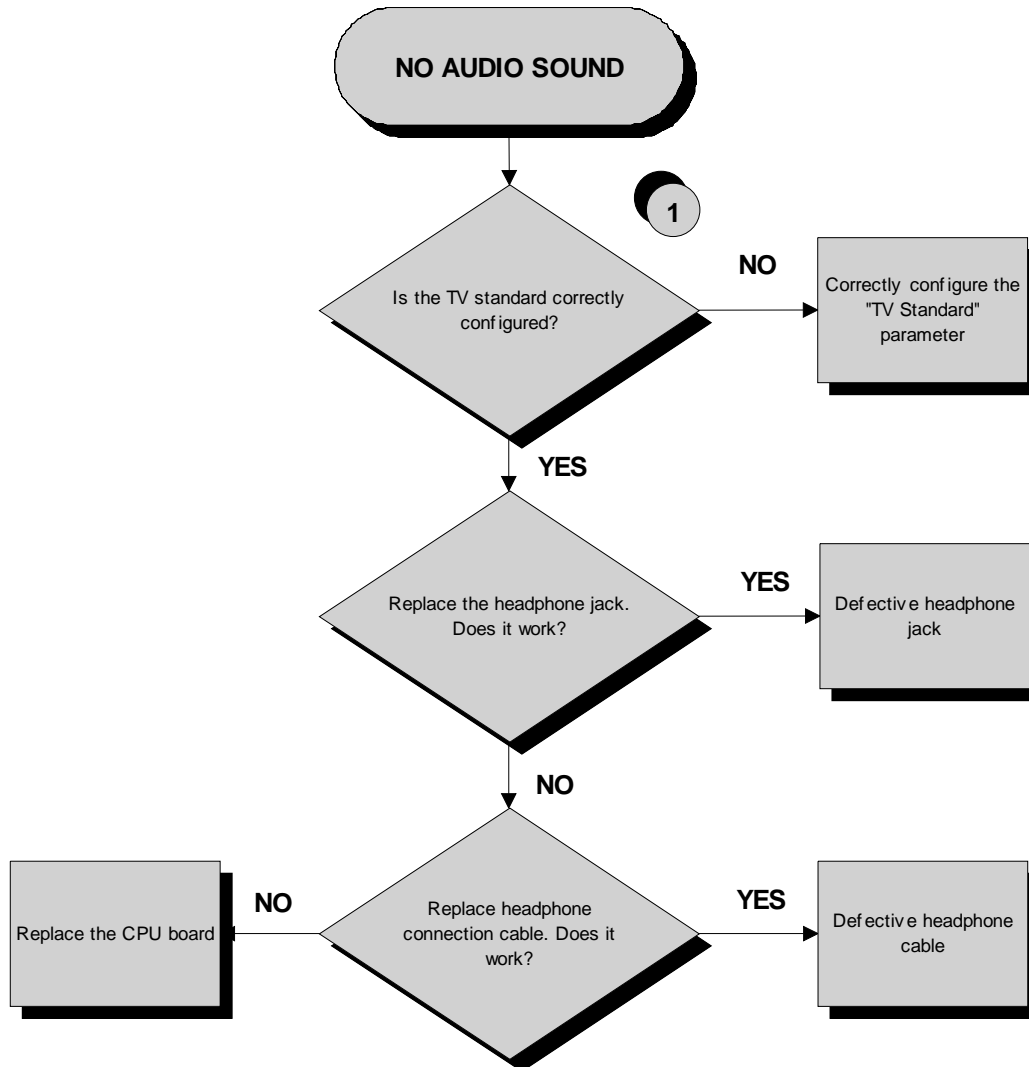 NO AUDIO SOUND
1
Is the TV standard correctly
configured?
NO
Correctly configure the
"TV Standard"
parameter
YES
Replace the headphone jack.
Does it work?
YES
Defective headphone
jack
NO
Replace the CPU board
NO
Replace headphone
connection cable. Does it
work?
YES
Defective headphone
cable